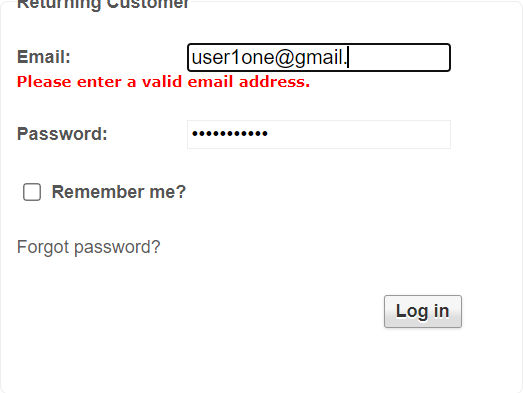 Returning Customer
Email: user1one@gmail.
Please enter a valid email address.
Password: •••••••••••
Remember me?
Forgot password?
Log in